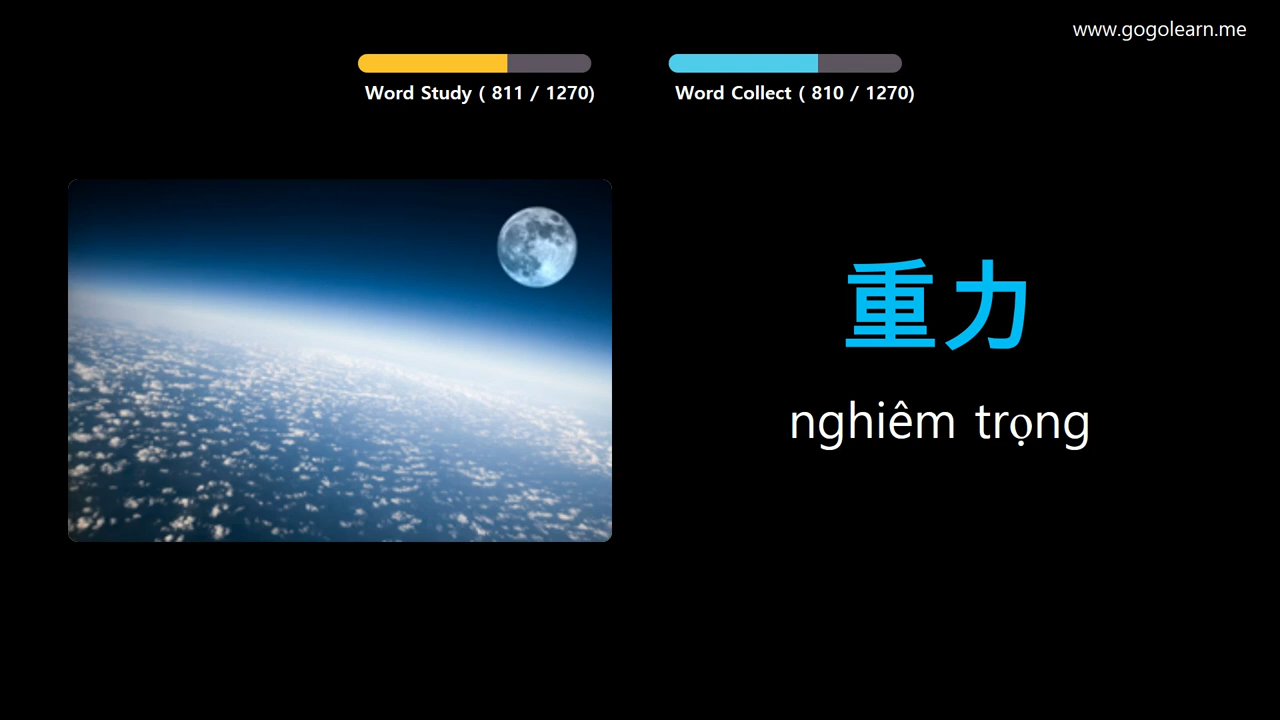 www.gogolearn.me
Word Study ( 811 / 1270)
Word Collect ( 810 / 1270)
重力
nghiêm trọng